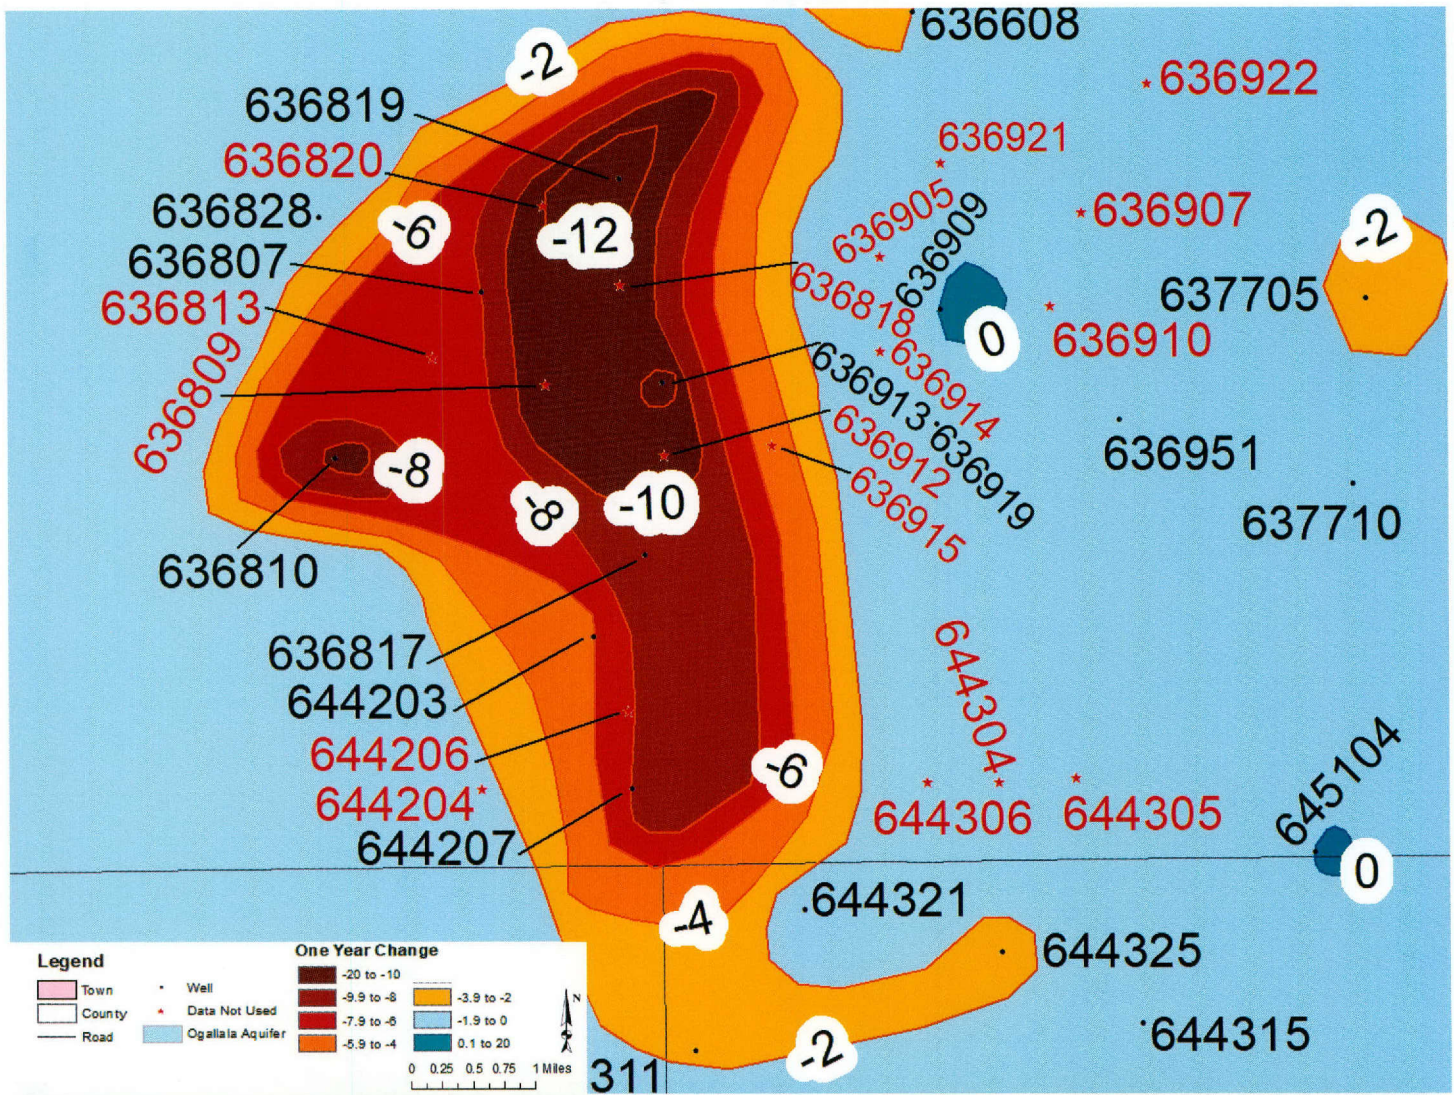 636608
-2
636922
636819
636921
636820
636905
636909
636828
-6
-12
636907
-2
636807
636818
637705
636813
0
636910
636809
636913
636914
636912
636919
636951
-8
-8
-10
636915
637710
636810
636817
644203
644304
644206
-6
644204
644306
644305
645104
644207
0
644321
-4
644325
644315
-2
311
Legend
Town
County
Road
Well
Data Not Used
Ogallala Aquifer
One Year Change
-20 to -10
-9.9 to -8
-7.9 to -6
-5.9 to -4
-3.9 to -2
-1.9 to 0
0.1 to 20
N
0 0.25 0.5 0.75 1 Miles